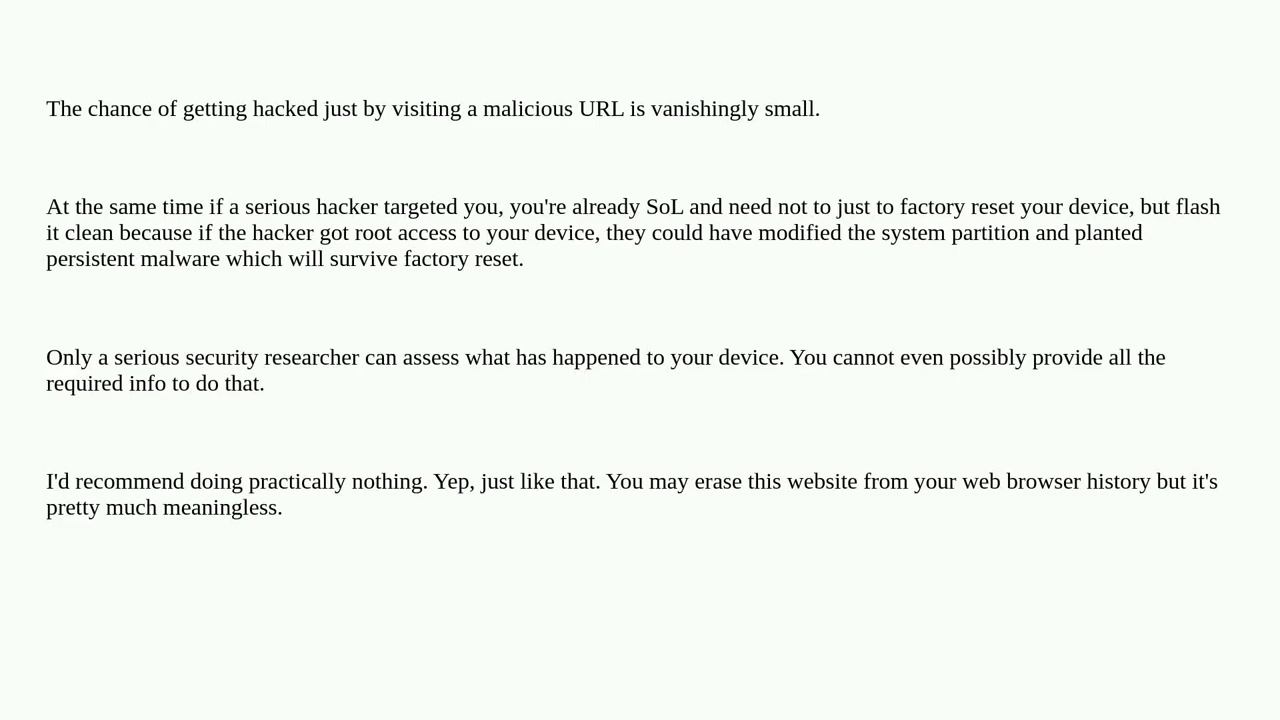 The chance of getting hacked just by visiting a malicious URL is vanishingly small.
At the same time if a serious hacker targeted you, you're already SoL and need not to just to factory reset your device, but flash
it clean because if the hacker got root access to your device, they could have modified the system partition and planted
persistent malware which will survive factory reset.
Only a serious security researcher can assess what has happened to your device. You cannot even possibly provide all the
required info to do that.
I'd recommend doing practically nothing. Yep, just like that. You may erase this website from your web browser history but it's
pretty much meaningless.